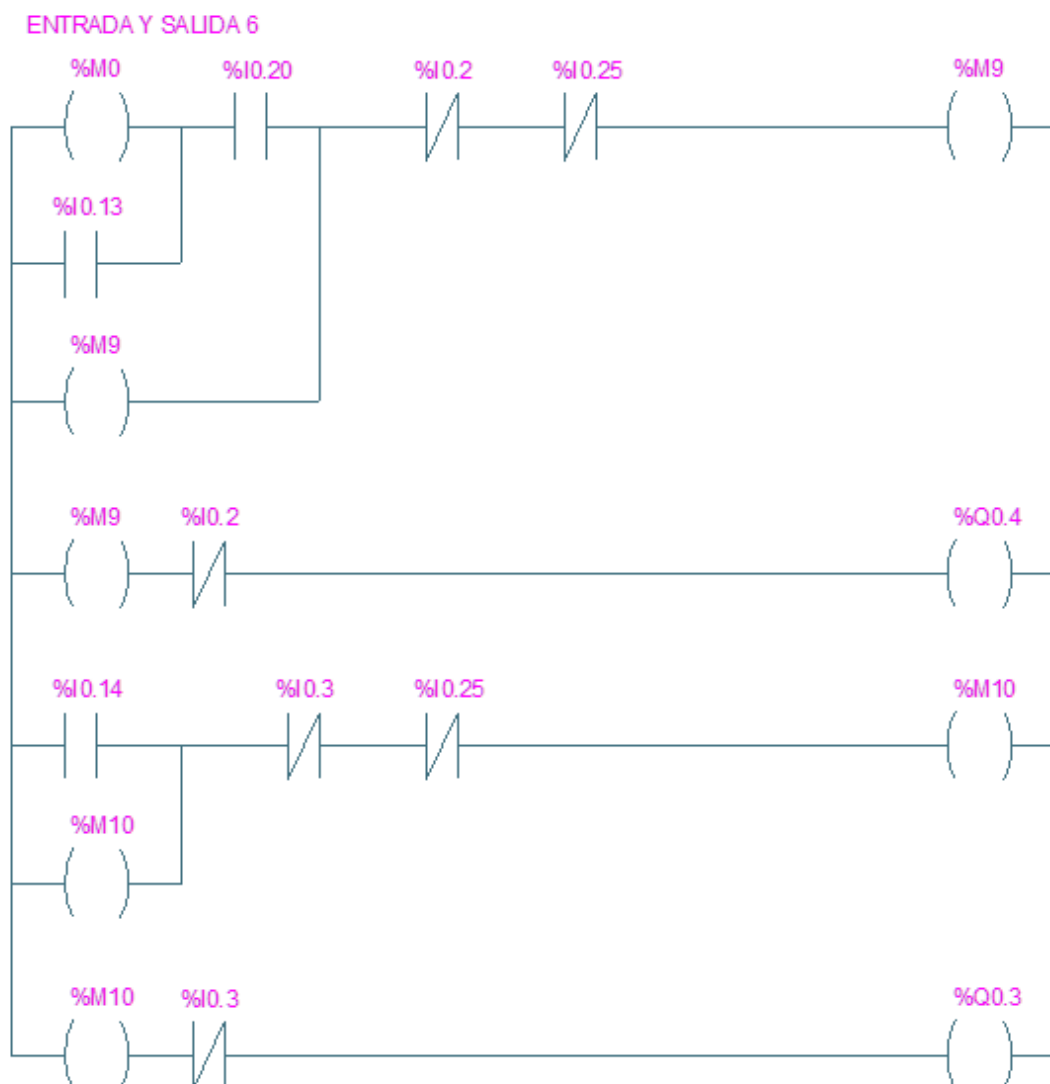 ENTRADA Y SALIDA 6
%M0 %I0.20 %I0.2 %I0.25 %M9
%I0.13
%M9
%M9 %I0.2 %Q0.4
%I0.14 %I0.3 %I0.25 %M10
%M10
%M10 %I0.3 %Q0.3